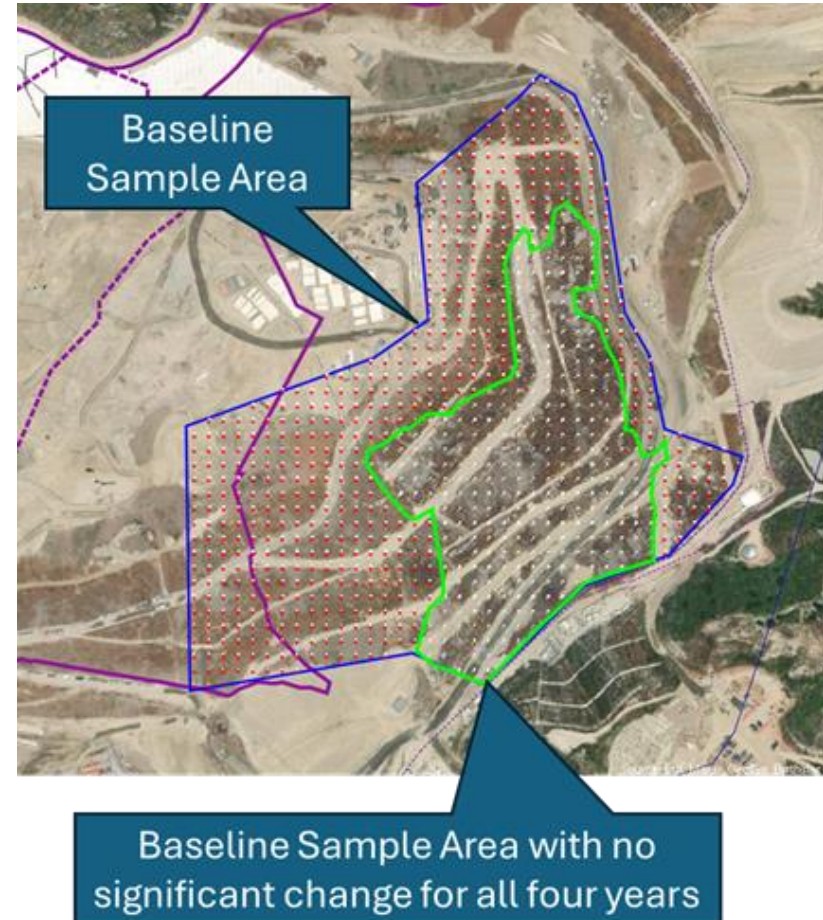 Baseline
Sample Area
Baseline Sample Area with no
significant change for all four years